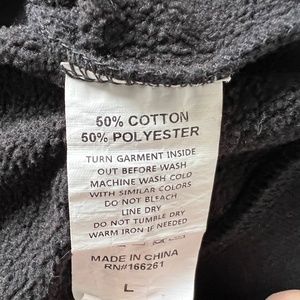 50% COTTON
50% POLYESTER
TURN GARMENT INSIDE
OUT BEFORE WASH
MACHINE WASH COLD
WITH SIMILAR COLORS
DO NOT BLEACH
LINE DRY
DO NOT TUMBLE DRY
WARM IRON IF NEEDED
MADE IN CHINA
RN#166261
L